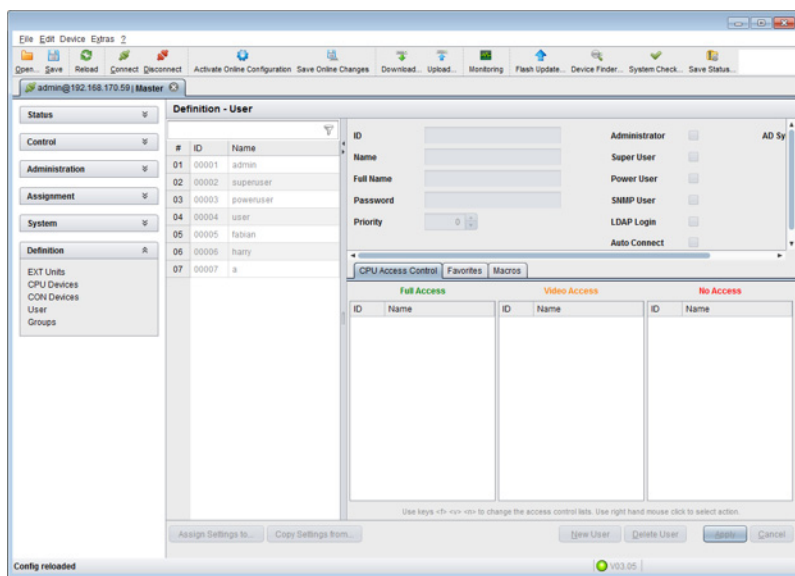 File Edit Device Extras ?
Open... Save Reload Connect Disconnect Activate Online Configuration Save Online Changes Download... Upload... Monitoring Flash Update... Device Finder... System Check... Save Status...
admin@192.168.170.59 | Master
Status
Control
Administration
Assignment
System
Definition
EXT Units
CPU Devices
CON Devices
User
Groups
Definition - User
# ID Name
01 00001 admin
02 00002 superuser
03 00003 poweruser
04 00004 user
05 00005 fabian
06 00006 harry
07 00007 a
ID
Name
Full Name
Password
Priority 0
Administrator
Super User
Power User
SNMP User
LDAP Login
Auto Connect
AD Sy
CPU Access Control Favorites Macros
Full Access Video Access No Access
ID Name ID Name ID Name
Use keys <f> <v> <n> to change the access control lists. Use right hand mouse click to select action.
Assign Settings to... Copy Settings from... New User Delete User Apply Cancel
Config reloaded V03.05